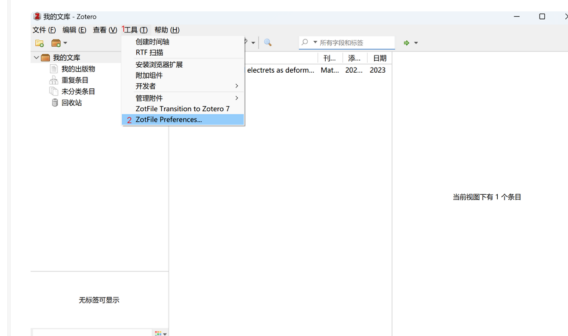 我的文库 - Zotero
文件 (F) 编辑 (E) 查看 (V) 工具 (T) 帮助 (H)
所有字段和标签
我的文库
我的出版物
重复条目
未分类条目
回收站
创建时间轴
RTF 扫描
安装浏览器扩展
附加组件
开发者
管理附件
ZotFile Transition to Zotero 7
2 ZotFile Preferences...
刊... 添... 日期
electrets as deform... Mat... 202... 2023
当前视图下有 1 个条目
无标签可显示